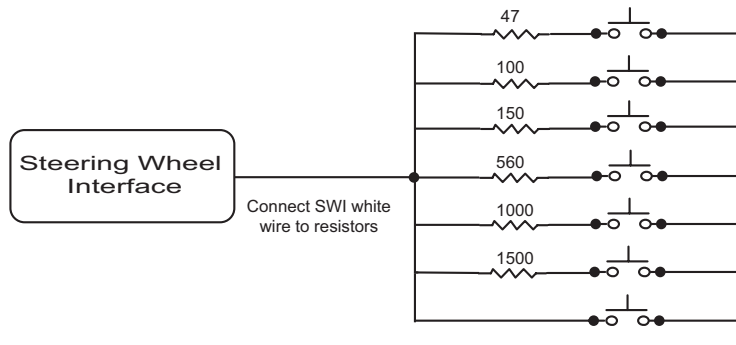 47
100
150
560
1000
1500
Steering Wheel
Interface
Connect SWI white
wire to resistors